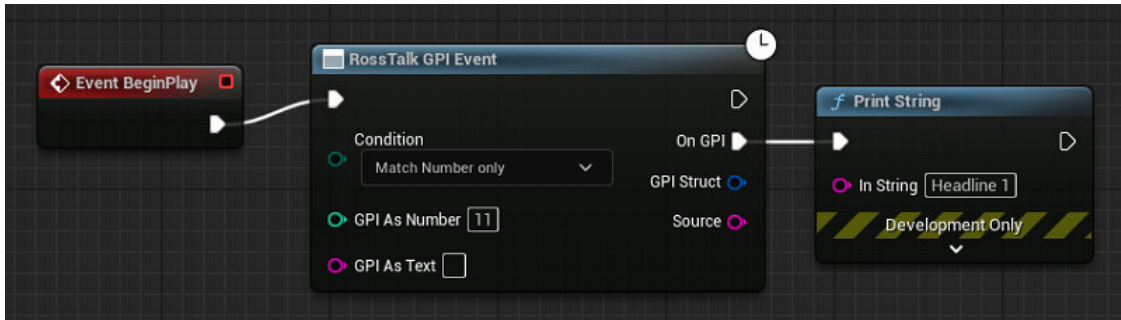 Event BeginPlay
RossTalk GPI Event
Condition
Match Number only
GPI As Number 11
GPI As Text
On GPI
GPI Struct
Source
f Print String
In String Headline 1
Development Only